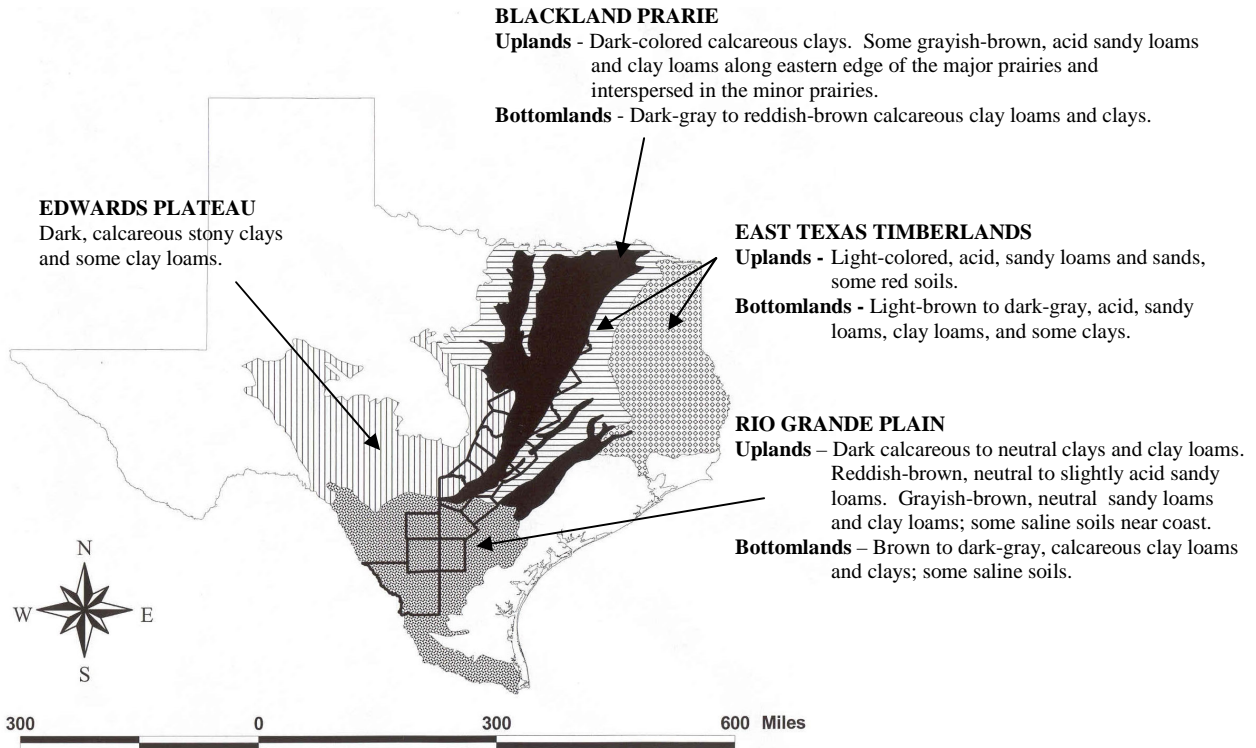 BLACKLAND PRARIE
Uplands - Dark-colored calcareous clays. Some grayish-brown, acid sandy loams
and clay loams along eastern edge of the major prairies and
interspersed in the minor prairies.
Bottomlands - Dark-gray to reddish-brown calcareous clay loams and clays.
EDWARDS PLATEAU
Dark, calcareous stony clays
and some clay loams.
EAST TEXAS TIMBERLANDS
Uplands - Light-colored, acid, sandy loams and sands,
some red soils.
Bottomlands - Light-brown to dark-gray, acid, sandy
loams, clay loams, and some clays.
RIO GRANDE PLAIN
Uplands – Dark calcareous to neutral clays and clay loams.
Reddish-brown, neutral to slightly acid sandy
loams. Grayish-brown, neutral sandy loams
and clay loams; some saline soils near coast.
Bottomlands – Brown to dark-gray, calcareous clay loams
and clays; some saline soils.
N
W E
S
300 0 300 600 Miles